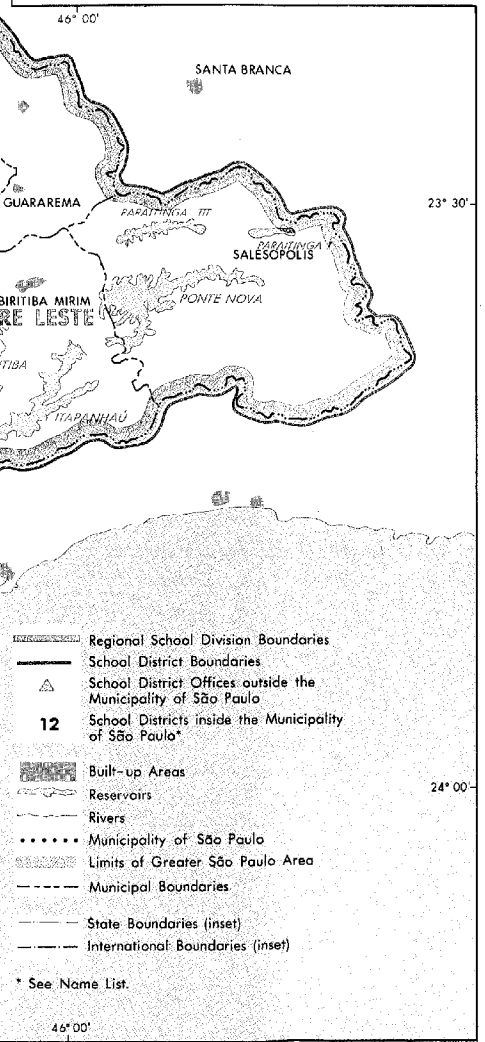 46° 00'
SANTA BRANCA
GUARAREMA
23° 30'
PARAITINGA III
PARAITINGA
SALESOPOLIS
BIRITIBA MIRIM
PONTE NOVA
RE LESTE
TIBA
ITAPANHAÚ
Regional School Division Boundaries
School District Boundaries
School District Offices outside the
Municipality of São Paulo
12
School Districts inside the Municipality
of São Paulo*
Built-up Areas
24° 00'
Reservoirs
Rivers
Municipality of São Paulo
Limits of Greater São Paulo Area
Municipal Boundaries
State Boundaries (inset)
International Boundaries (inset)
* See Name List.
46° 00'